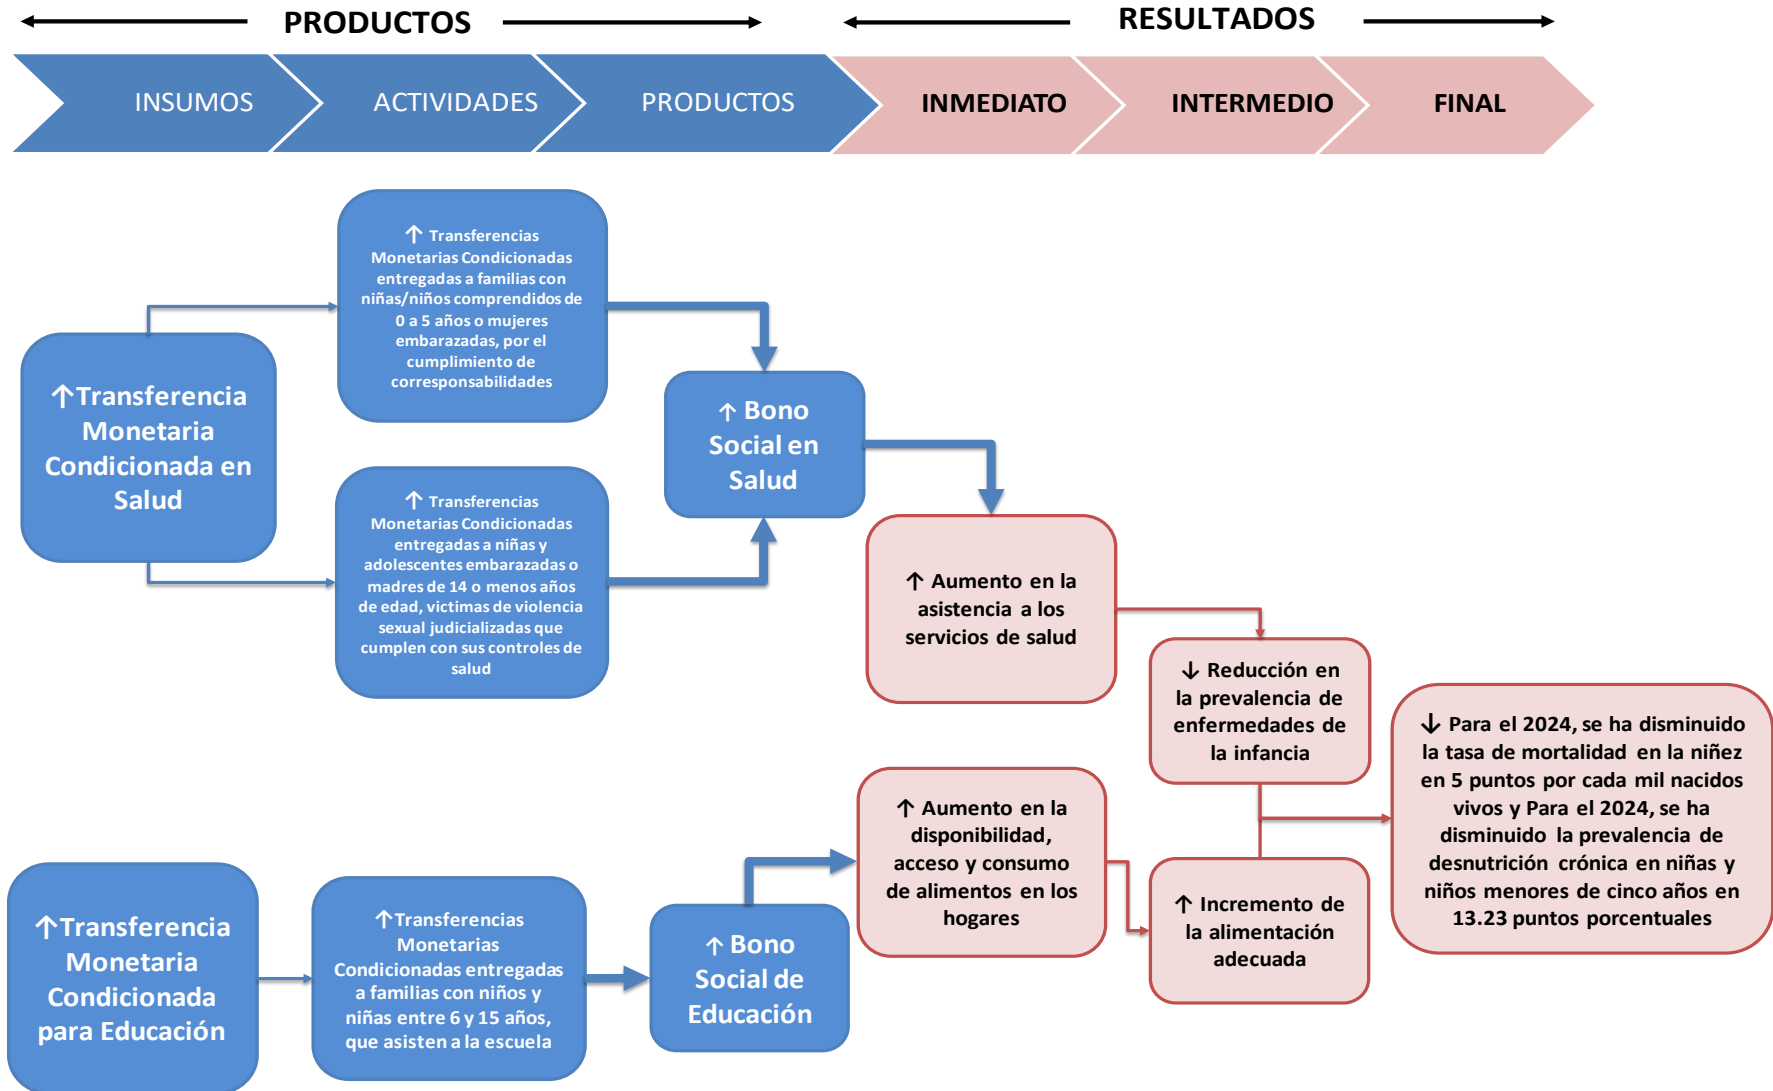 PRODUCTOS
RESULTADOS
INSUMOS
ACTIVIDADES
PRODUCTOS
INMEDIATO
INTERMEDIO
FINAL
↑ Transferencias
Monetarias Condicionadas
entregadas a familias con
niñas/niños comprendidos de
0 a 5 años o mujeres
embarazadas, por el
cumplimiento de
corresponsabilidades
↑Transferencia
Monetaria
Condicionada en
Salud
↑ Bono
Social en
Salud
↑ Transferencias
Monetarias Condicionadas
entregadas a niñas y
adolescentes embarazadas o
madres de 14 o menos años
de edad, victimas de violencia
sexual judicializadas que
cumplen con sus controles de
salud
↑ Aumento en la
asistencia a los
servicios de salud
↓ Reducción en
la prevalencia de
enfermedades de
la infancia
↓ Para el 2024, se ha disminuido
la tasa de mortalidad en la niñez
en 5 puntos por cada mil nacidos
vivos y Para el 2024, se ha
disminuido la prevalencia de
desnutrición crónica en niñas y
niños menores de cinco años en
13.23 puntos porcentuales
↑ Aumento en la
disponibilidad,
acceso y consumo
de alimentos en los
hogares
↑ Incremento de
la alimentación
adecuada
↑Transferencia
Monetaria
Condicionada
para Educación
↑Transferencias
Monetarias
Condicionadas entregadas
a familias con niños y
niñas entre 6 y 15 años,
que asisten a la escuela
↑ Bono
Social de
Educación